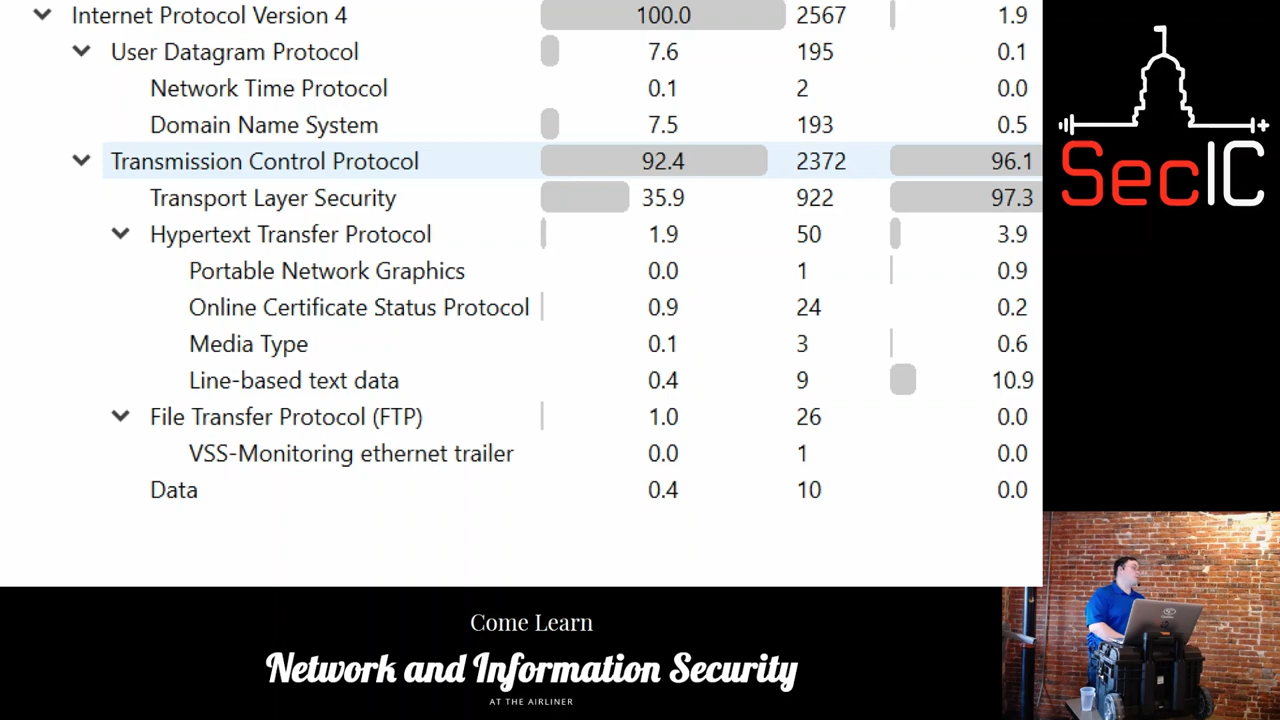 Internet Protocol Version 4 100.0 2567 1.9
User Datagram Protocol 7.6 195 0.1
Network Time Protocol 0.1 2 0.0
Domain Name System 7.5 193 0.5
Transmission Control Protocol 92.4 2372 96.1
Transport Layer Security 35.9 922 97.3
Hypertext Transfer Protocol 1.9 50 3.9
Portable Network Graphics 0.0 1 0.9
Online Certificate Status Protocol 0.9 24 0.2
Media Type 0.1 3 0.6
Line-based text data 0.4 9 10.9
File Transfer Protocol (FTP) 1.0 26 0.0
VSS-Monitoring ethernet trailer 0.0 1 0.0
Data 0.4 10 0.0
SecIC
Come Learn
Network and Information Security
AT THE AIRLINER